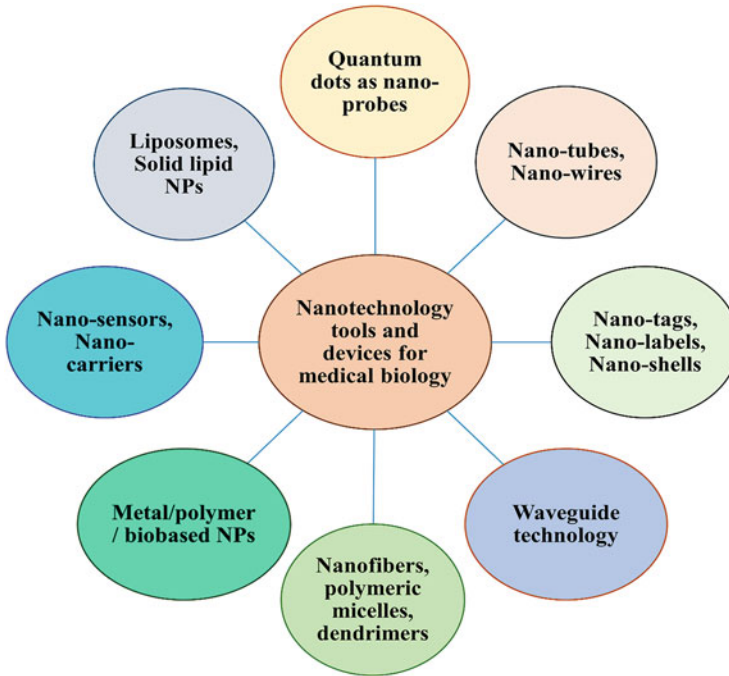 Quantum
dots as nano-
probes
Nano-tubes,
Nano-wires
Nano-tags,
Nano-labels,
Nano-shells
Waveguide
technology
Nanofibers,
polymeric
micelles,
dendrimers
Metal/polymer
/ biobased NPs
Nano-sensors,
Nano-
carriers
Liposomes,
Solid lipid
NPs
Nanotechnology
tools and
devices for
medical biology